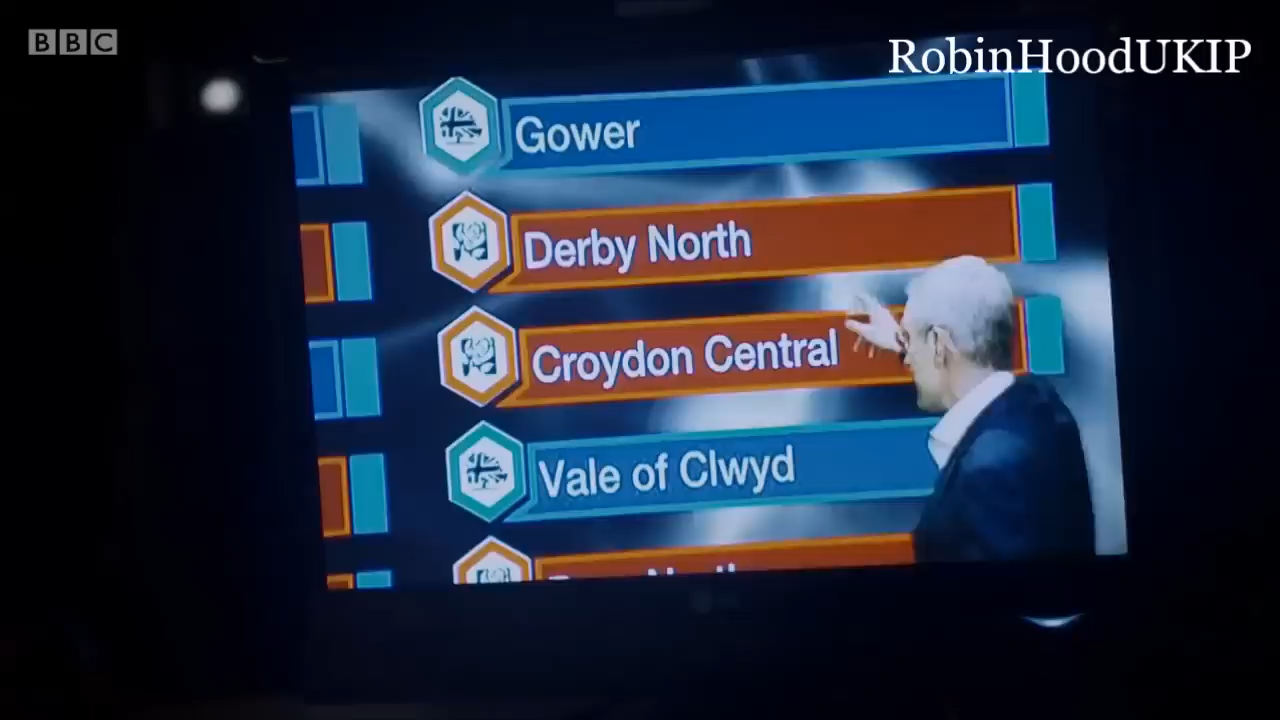 BBC
RobinHoodUKIP
Gower
Derby North
Croydon Central
Vale of Clwyd